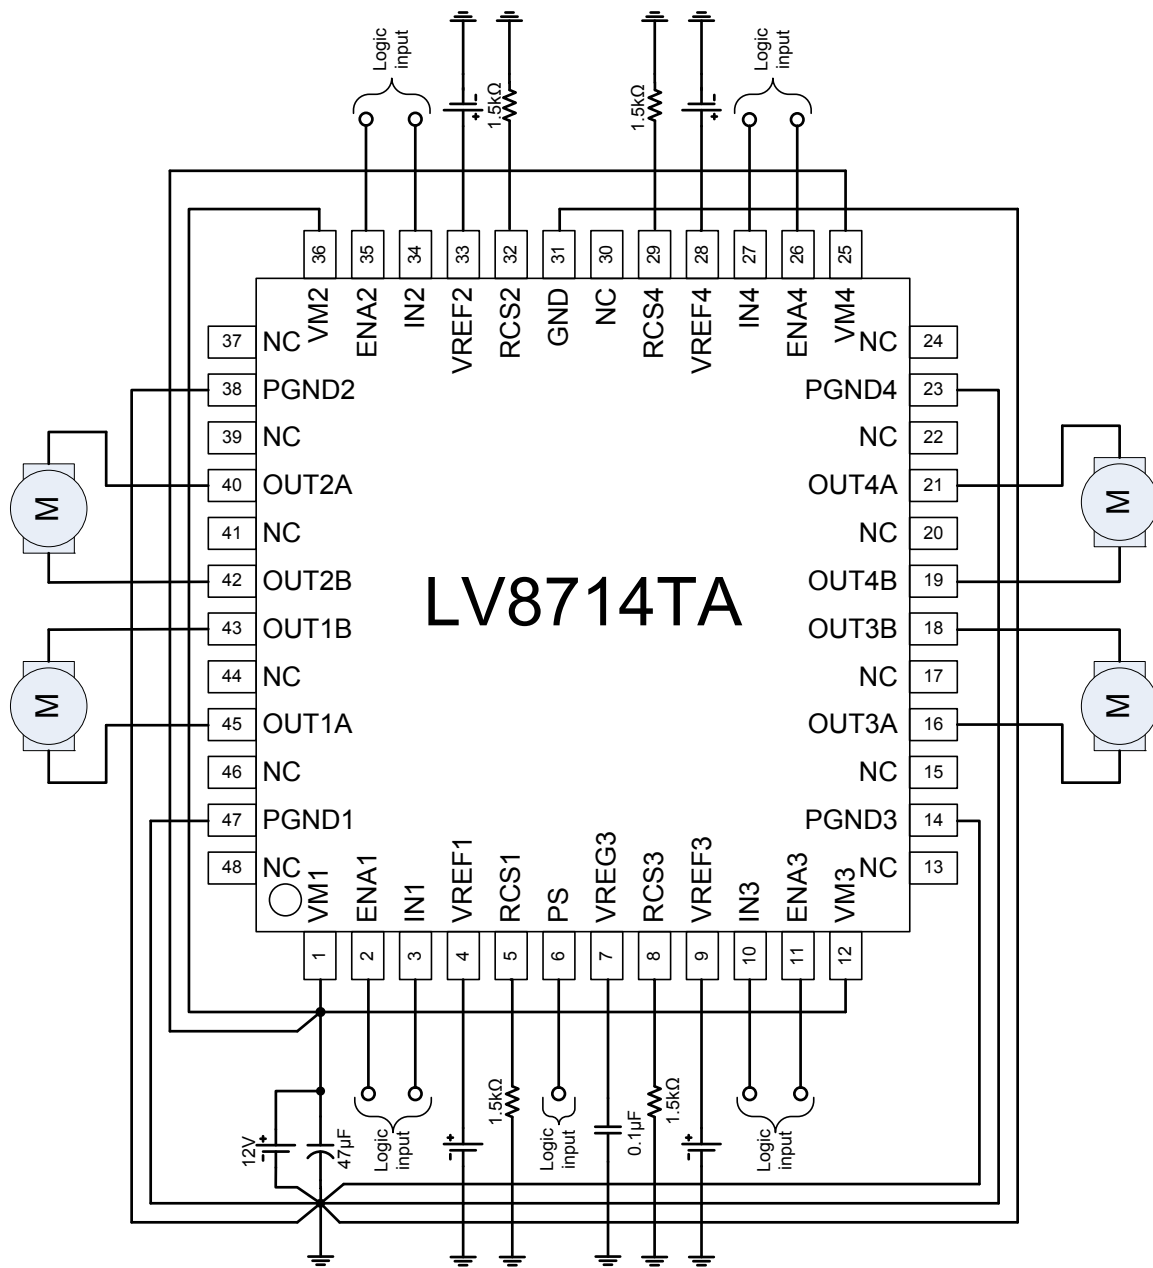 Logic
input
1.5kΩ
1.5kΩ
Logic
input
+ -
+ -
36 35 34 33 32 31 30 29 28 27 26 25
VM2 ENA2 IN2 VREF2 RCS2 GND NC RCS4 VREF4 IN4 ENA4 VM4
37 NC
NC 24
38 PGND2
PGND4 23
39 NC
NC 22
40 OUT2A
OUT4A 21
41 NC
NC 20
42 OUT2B
OUT4B 19
M
M
LV8714TA
43 OUT1B
OUT3B 18
44 NC
NC 17
45 OUT1A
OUT3A 16
46 NC
NC 15
47 PGND1
PGND3 14
48 NC
NC 13
M
M
VM1 ENA1 IN1 VREF1 RCS1 PS VREG3 RCS3 VREF3 IN3 ENA3 VM3
1 2 3 4 5 6 7 8 9 10 11 12
12V
+ -
47µF
Logic
input
+ -
1.5kΩ
Logic
input
0.1µF
1.5kΩ
+ -
Logic
input